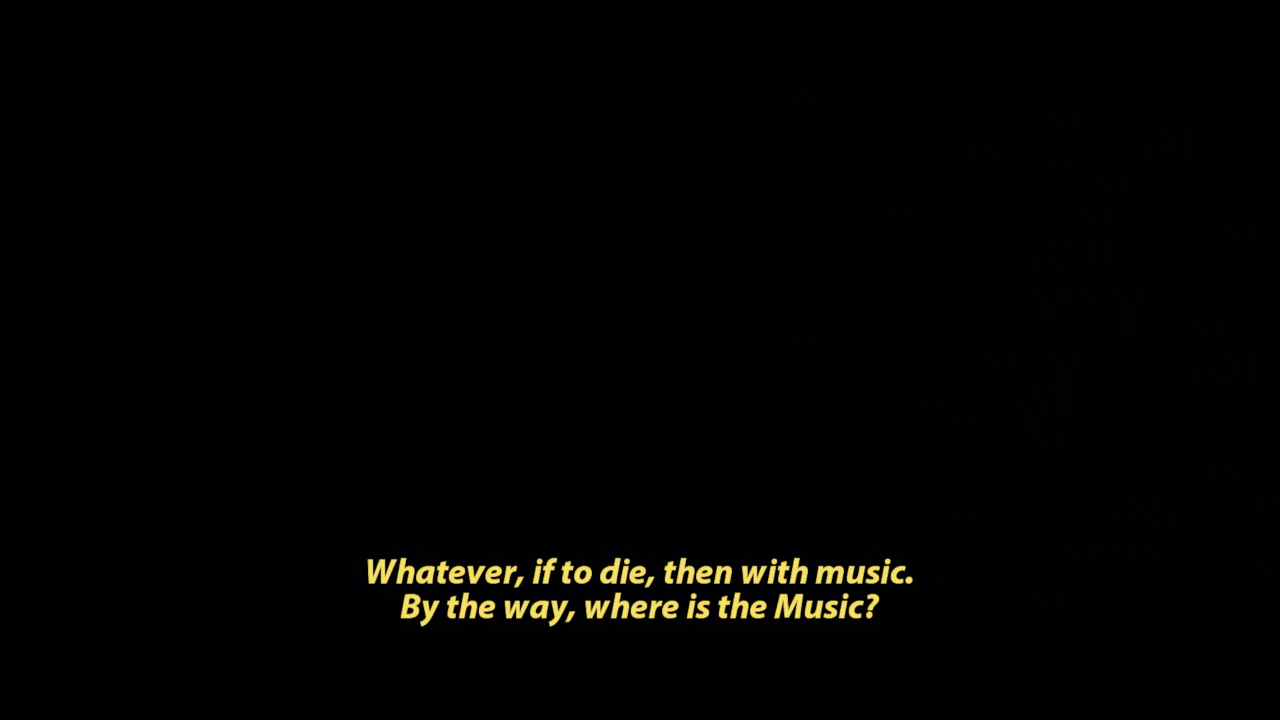 Whatever, if to die, then with music.
By the way, where is the Music?